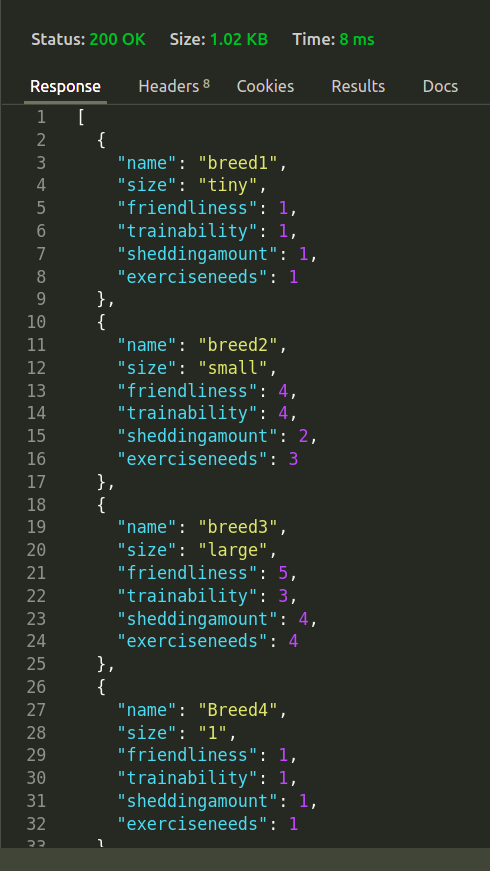 Status: 200 OK Size: 1.02 KB Time: 8 ms
Response Headers 8 Cookies Results Docs
1 [
2 {
3 "name": "breed1",
4 "size": "tiny",
5 "friendliness": 1,
6 "trainability": 1,
7 "sheddingamount": 1,
8 "exerciseneeds": 1
9 },
10 {
11 "name": "breed2",
12 "size": "small",
13 "friendliness": 4,
14 "trainability": 4,
15 "sheddingamount": 2,
16 "exerciseneeds": 3
17 },
18 {
19 "name": "breed3",
20 "size": "large",
21 "friendliness": 5,
22 "trainability": 3,
23 "sheddingamount": 4,
24 "exerciseneeds": 4
25 },
26 {
27 "name": "Breed4",
28 "size": "1",
29 "friendliness": 1,
30 "trainability": 1,
31 "sheddingamount": 1,
32 "exerciseneeds": 1
33 }